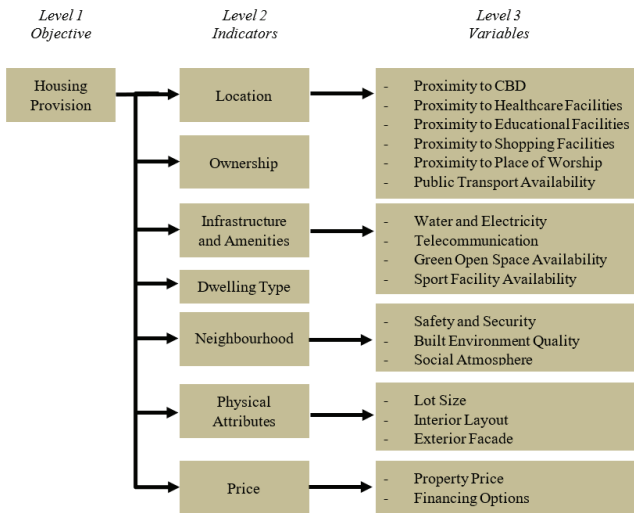 Level 1
Objective
Level 2
Indicators
Level 3
Variables
Housing
Provision
Location
- Proximity to CBD
- Proximity to Healthcare Facilities
- Proximity to Educational Facilities
- Proximity to Shopping Facilities
- Proximity to Place of Worship
- Public Transport Availability
Ownership
Infrastructure
and Amenities
- Water and Electricity
- Telecommunication
- Green Open Space Availability
- Sport Facility Availability
Dwelling Type
Neighbourhood
- Safety and Security
- Built Environment Quality
- Social Atmosphere
Physical
Attributes
- Lot Size
- Interior Layout
- Exterior Facade
Price
- Property Price
- Financing Options